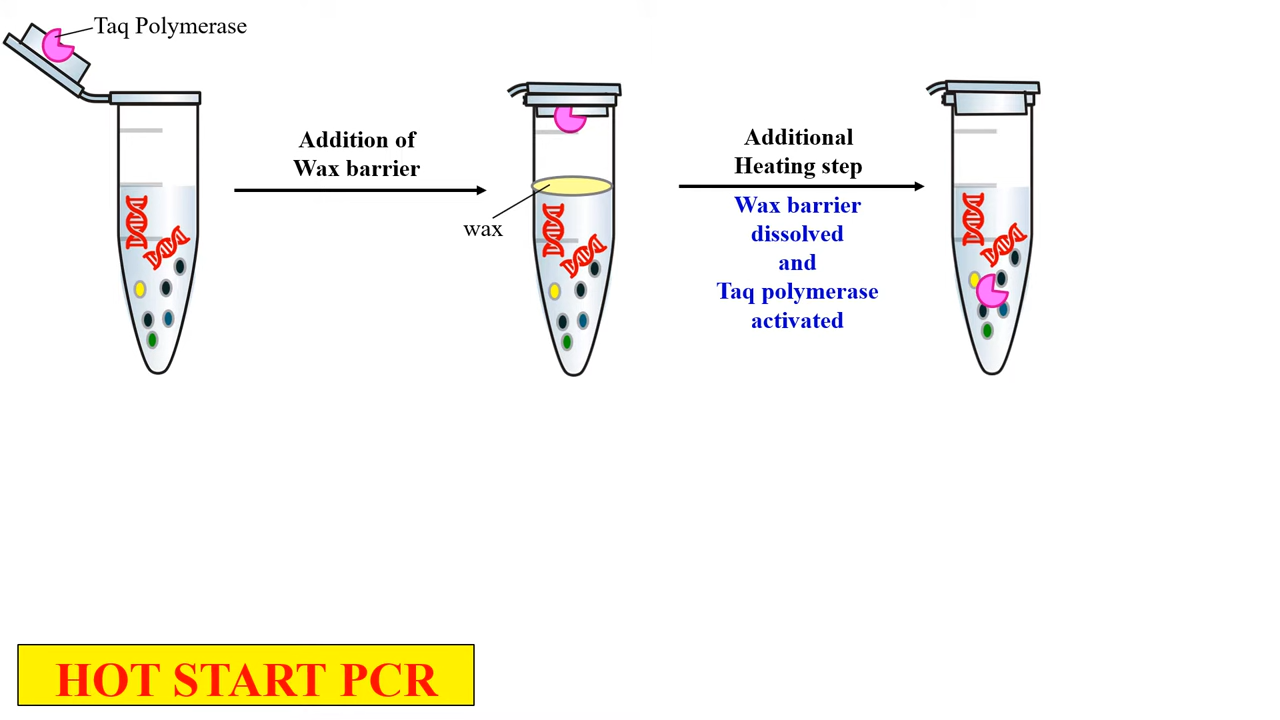 Taq Polymerase
Addition of
Wax barrier
wax
Additional
Heating step
Wax barrier
dissolved
and
Taq polymerase
activated
HOT START PCR